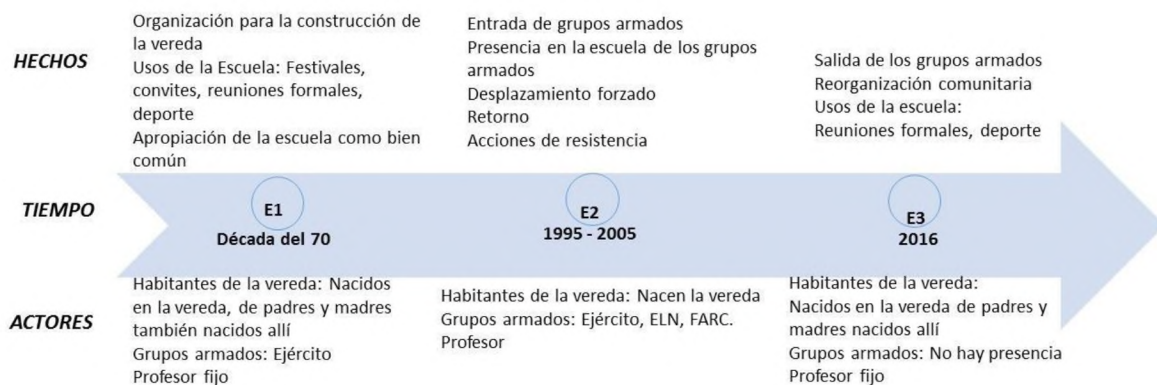 HECHOS
Organización para la construcción de
la vereda
Usos de la Escuela: Festivales,
convites, reuniones formales,
deporte
Apropiación de la escuela como bien
común
Entrada de grupos armados
Presencia en la escuela de los grupos
armados
Desplazamiento forzado
Retorno
Acciones de resistencia
Salida de los grupos armados
Reorganización comunitaria
Usos de la escuela:
Reuniones formales, deporte
TIEMPO
E1
Década del 70
E2
1995 - 2005
E3
2016
ACTORES
Habitantes de la vereda: Nacidos
en la vereda, de padres y madres
también nacidos allí
Grupos armados: Ejército
Profesor fijo
Habitantes de la vereda: Nacen la vereda
Grupos armados: Ejército, ELN, FARC.
Profesor
Habitantes de la vereda:
Nacidos en la vereda de padres y
madres nacidos allí
Grupos armados: No hay presencia
Profesor fijo